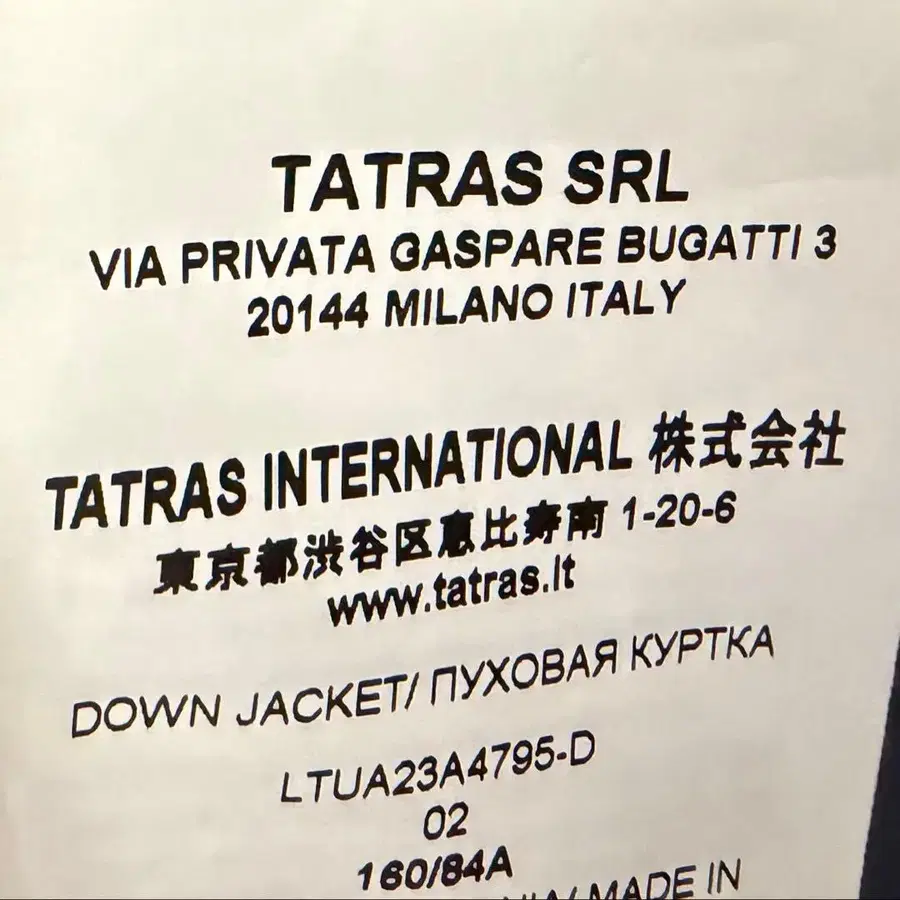 TATRAS SRL
VIA PRIVATA GASPARE BUGATTI 3
20144 MILANO ITALY
TATRAS INTERNATIONAL 株式会社
東京都渋谷区恵比寿南 1-20-6
www.tatras.it
DOWN JACKET/ ПУХОВАЯ КУРТКА
LTUA23A4795-D
02
160/84A
MADE IN